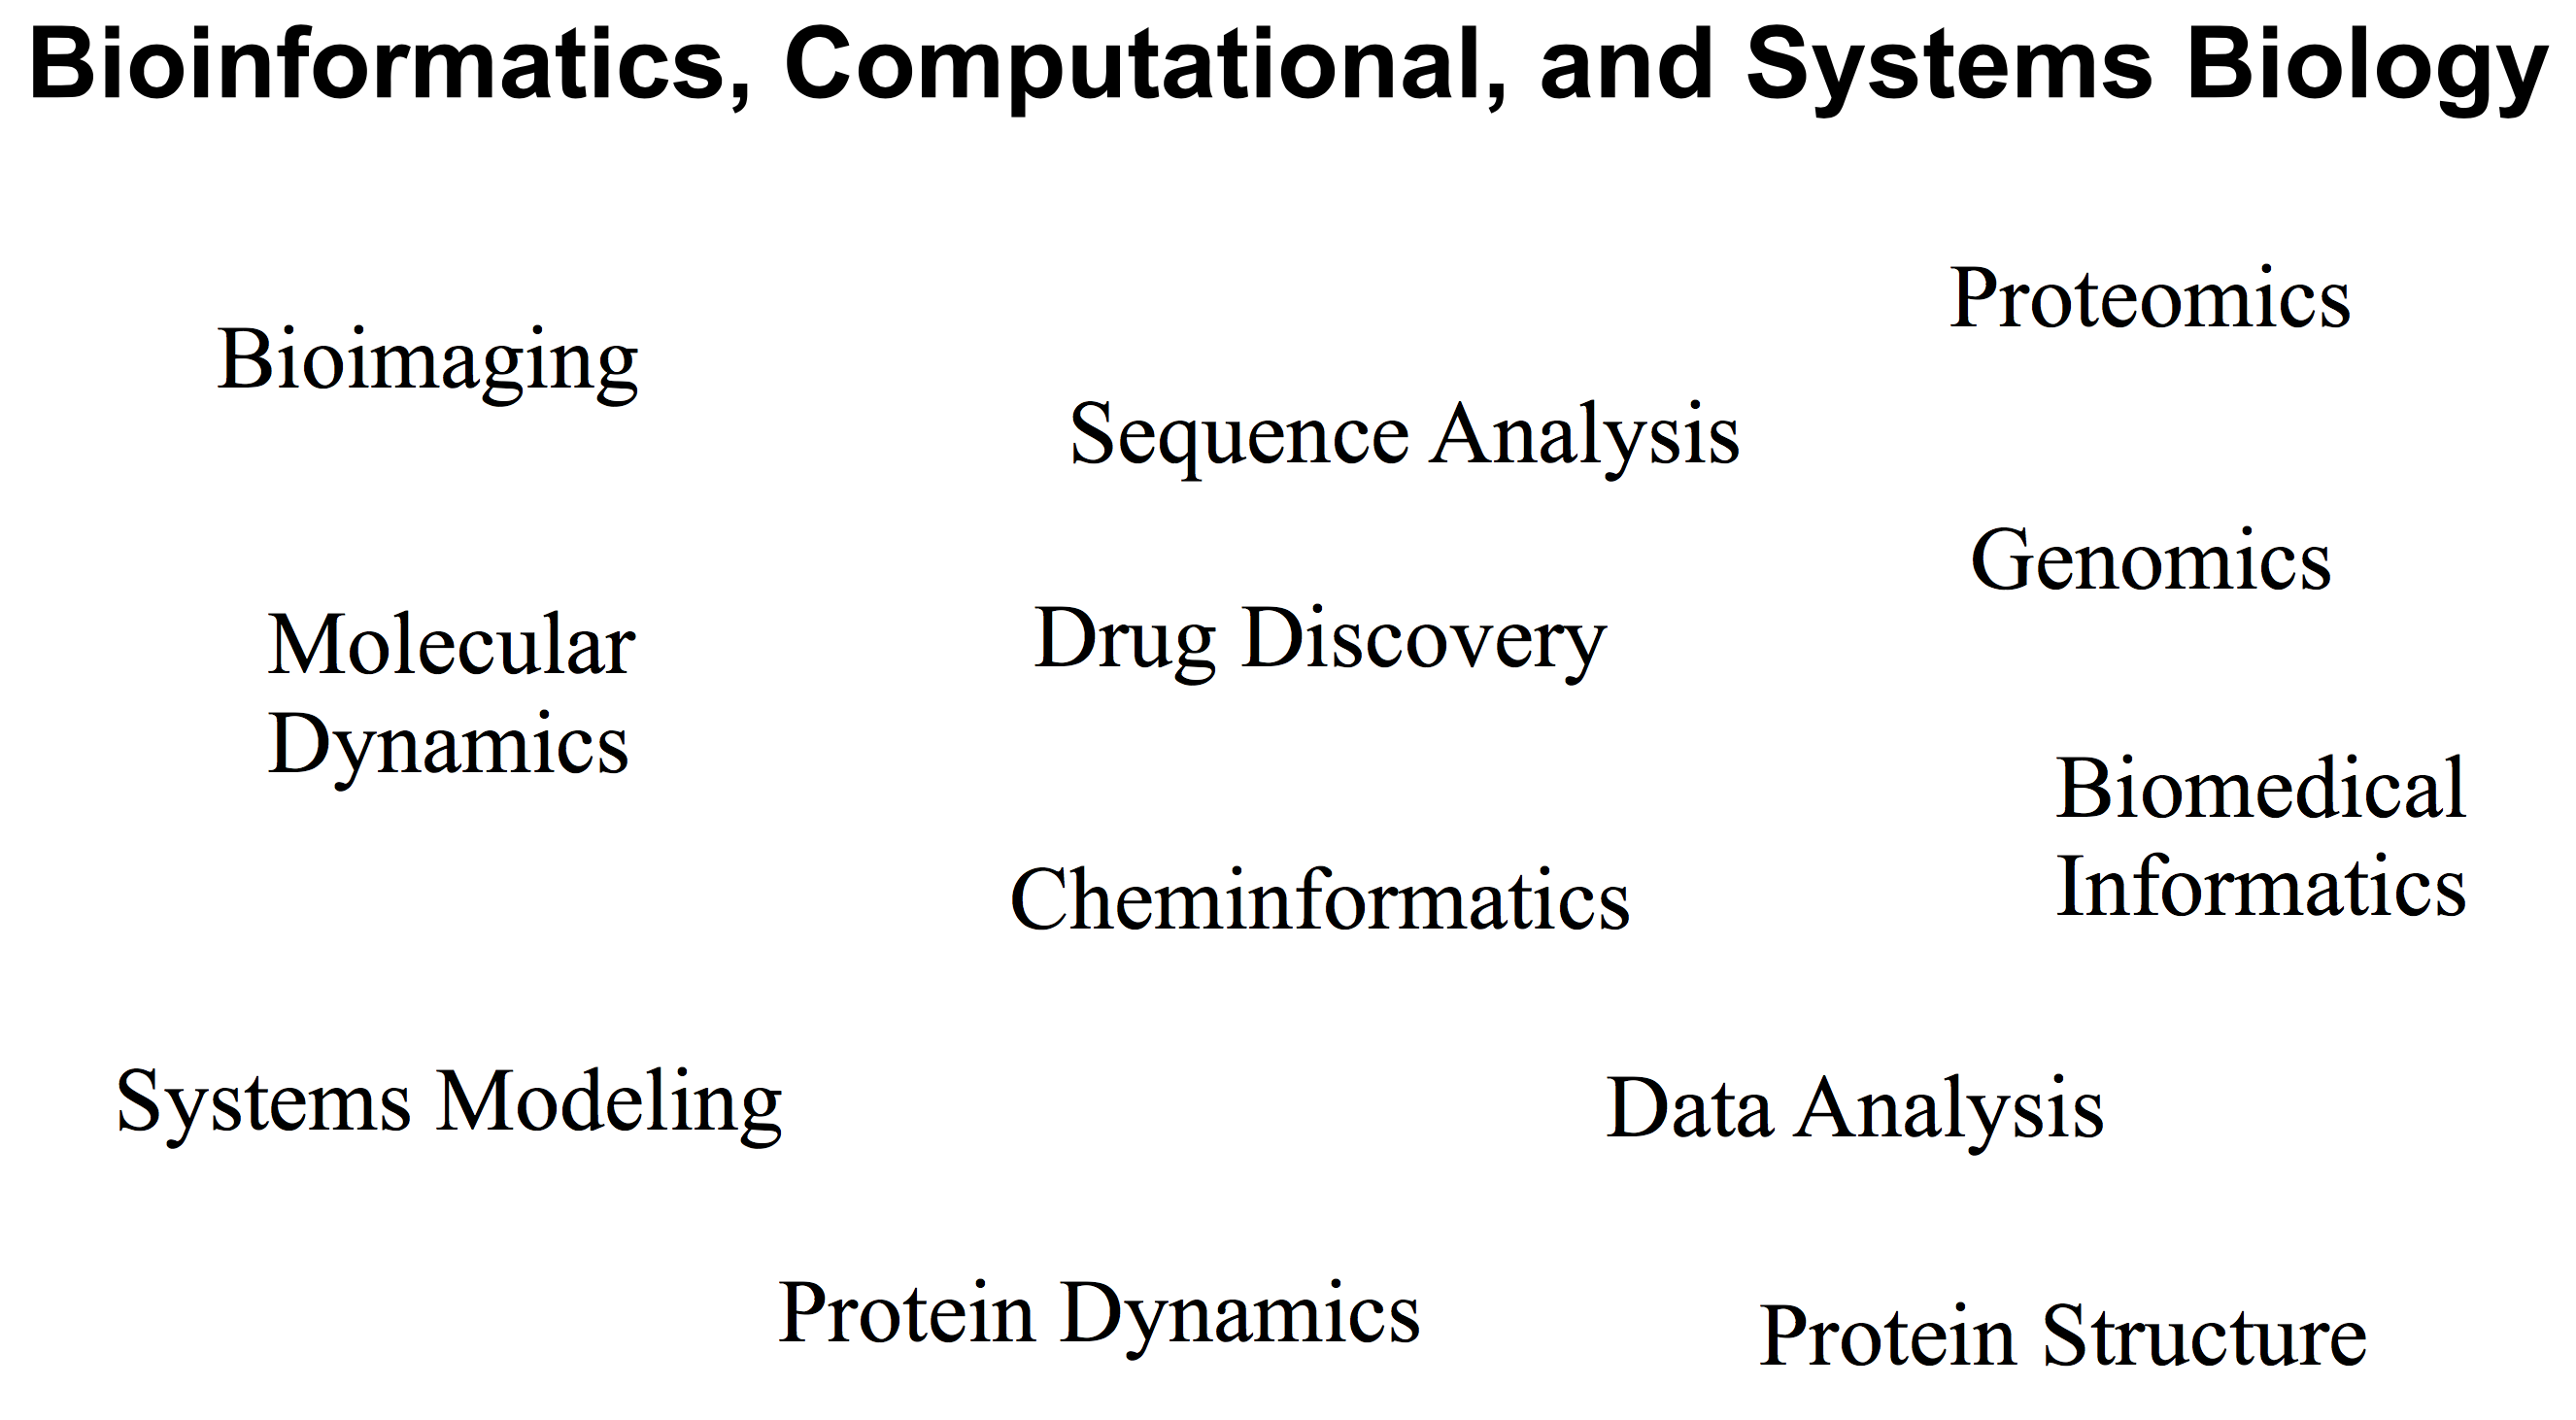 Bioinformatics, Computational, and Systems Biology
Proteomics
Bioimaging
Sequence Analysis
Genomics
Molecular
Dynamics
Drug Discovery
Biomedical
Informatics
Cheminformatics
Systems Modeling
Data Analysis
Protein Dynamics
Protein Structure